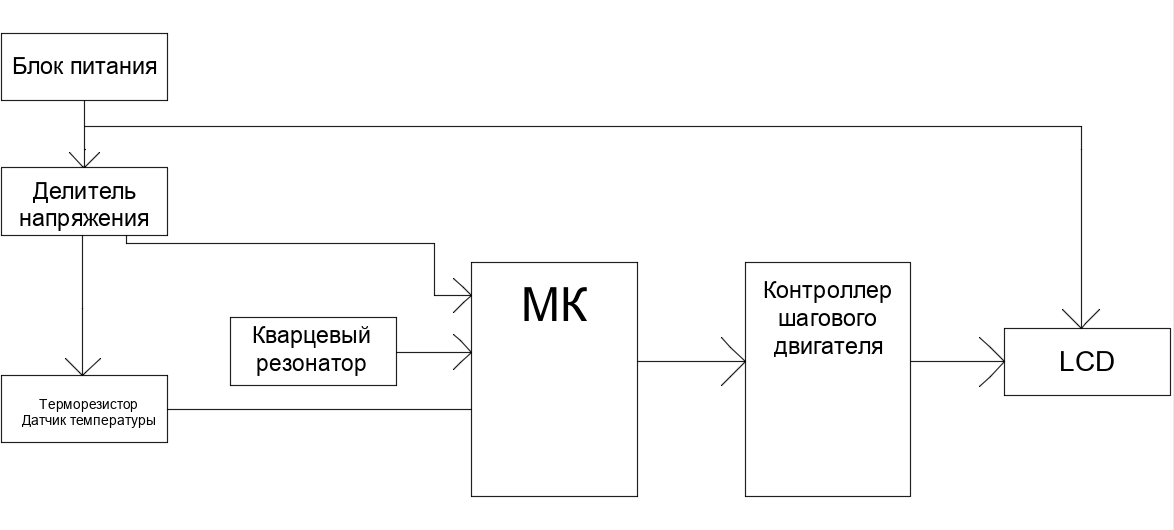 Блок питания
Делитель
напряжения
МК
Контроллер
шагового
двигателя
Кварцевый
резонатор
LCD
Терморезистор
Датчик температуры